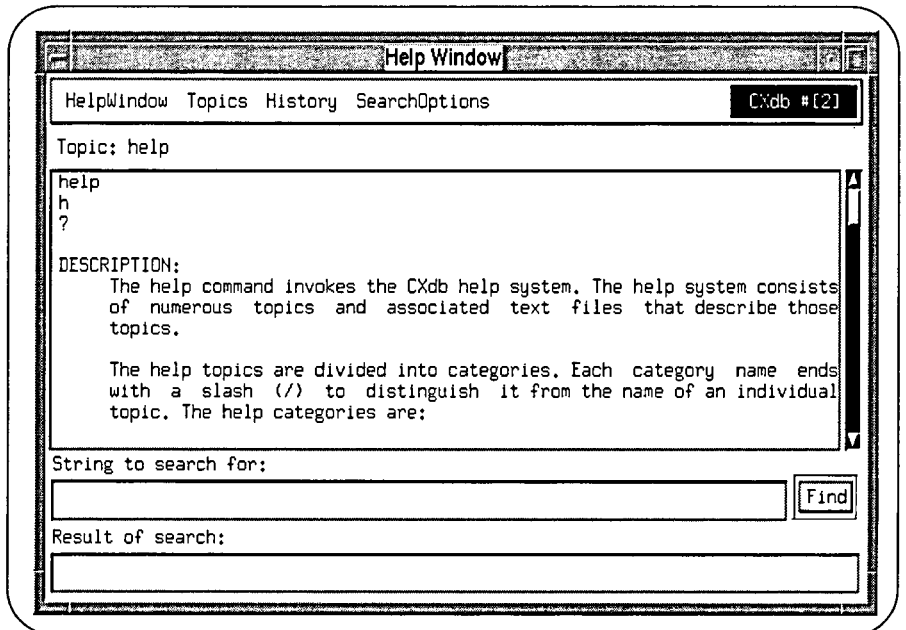 Help Window
HelpWindow Topics History SearchOptions CXdb #[2]
Topic: help
help
h
?
DESCRIPTION:
The help command invokes the CXdb help system. The help system consists
of numerous topics and associated text files that describe those
topics.
The help topics are divided into categories. Each category name ends
with a slash (/) to distinguish it from the name of an individual
topic. The help categories are:
String to search for:
Find
Result of search: